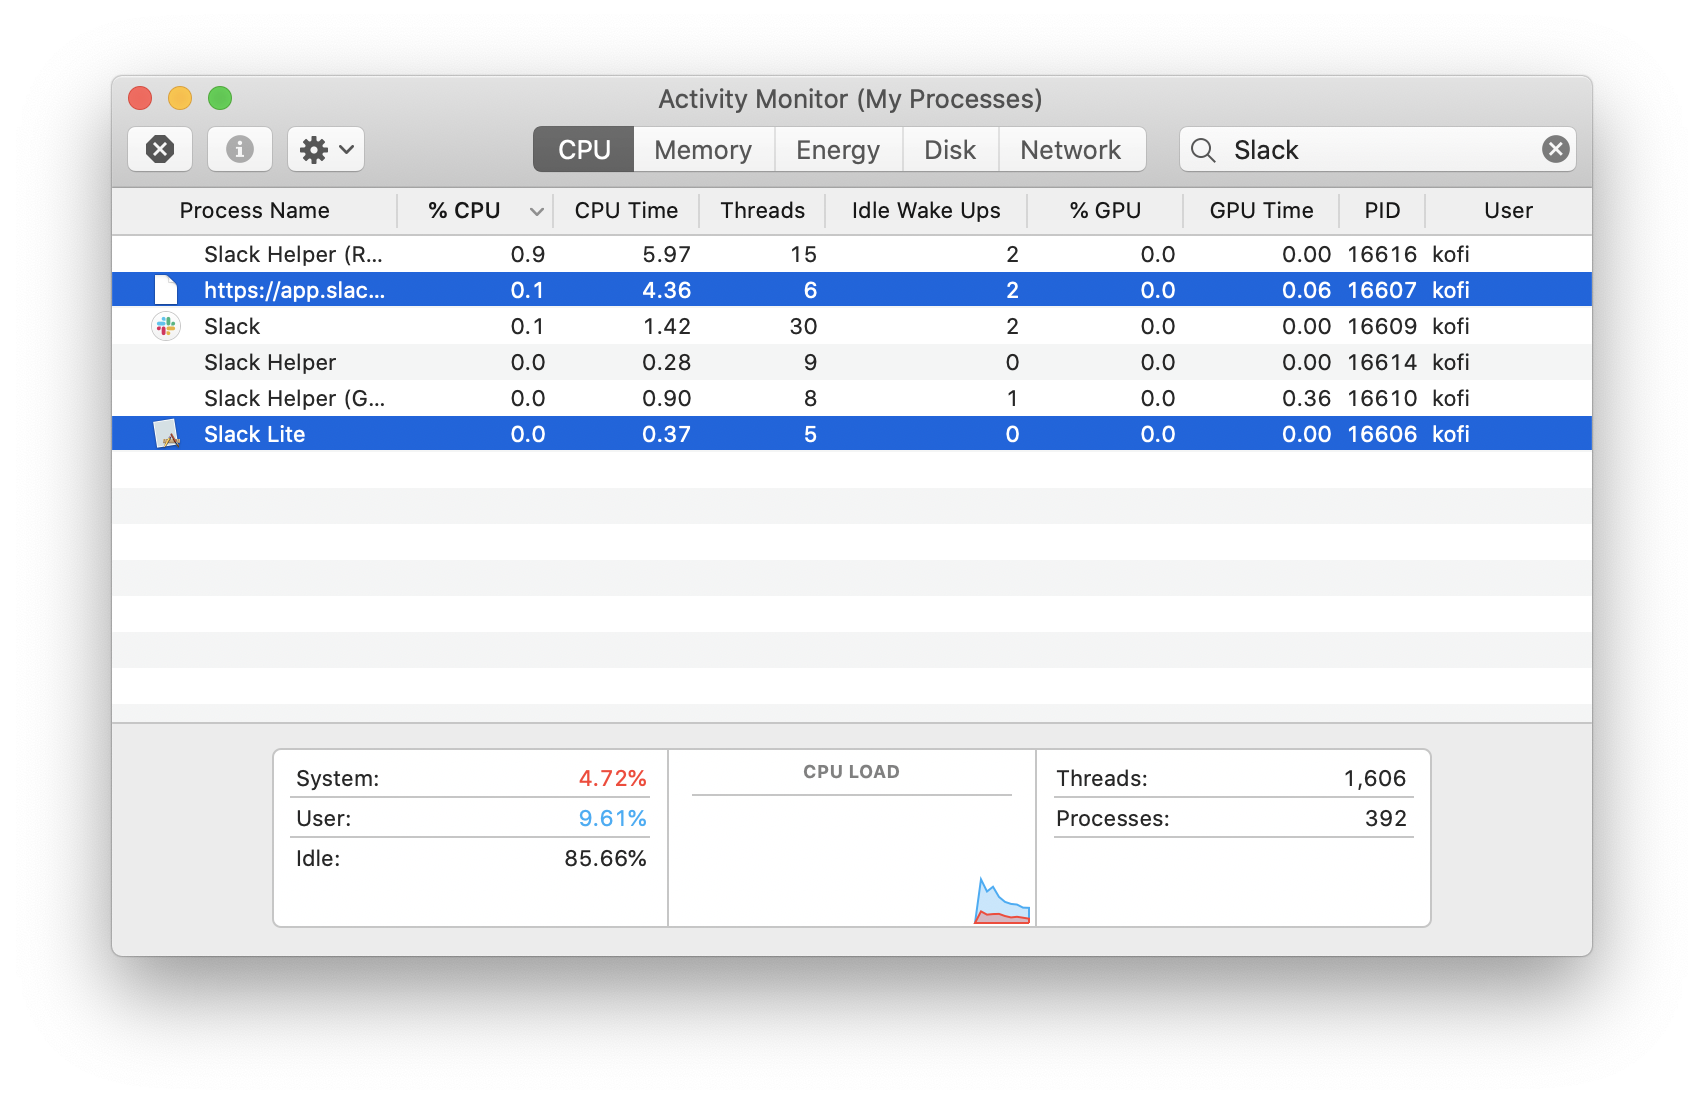 Activity Monitor (My Processes)
CPU Memory Energy Disk Network Slack
Process Name % CPU CPU Time Threads Idle Wake Ups % GPU GPU Time PID User
Slack Helper (R... 0.9 5.97 15 2 0.0 0.00 16616 kofi
https://app.slac... 0.1 4.36 6 2 0.0 0.06 16607 kofi
Slack 0.1 1.42 30 2 0.0 0.00 16609 kofi
Slack Helper 0.0 0.28 9 0 0.0 0.00 16614 kofi
Slack Helper (G... 0.0 0.90 8 1 0.0 0.36 16610 kofi
Slack Lite 0.0 0.37 5 0 0.0 0.00 16606 kofi
System: 4.72% CPU LOAD Threads: 1,606
User: 9.61% Processes: 392
Idle: 85.66%